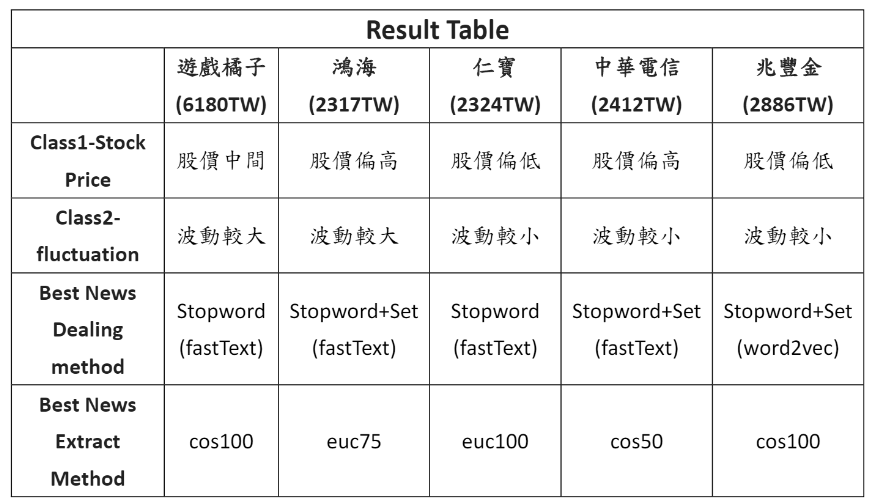 Result Table
遊戲橘子 鴻海 仁寶 中華電信 兆豐金
(6180TW) (2317TW) (2324TW) (2412TW) (2886TW)
Class1-Stock
Price
股價中間 股價偏高 股價偏低 股價偏高 股價偏低
Class2-
fluctuation
波動較大 波動較大 波動較小 波動較小 波動較小
Best News
Dealing
method
Stopword Stopword+Set Stopword Stopword+Set Stopword+Set
(fastText) (fastText) (fastText) (fastText) (word2vec)
Best News
Extract
Method
cos100 euc75 euc100 cos50 cos100